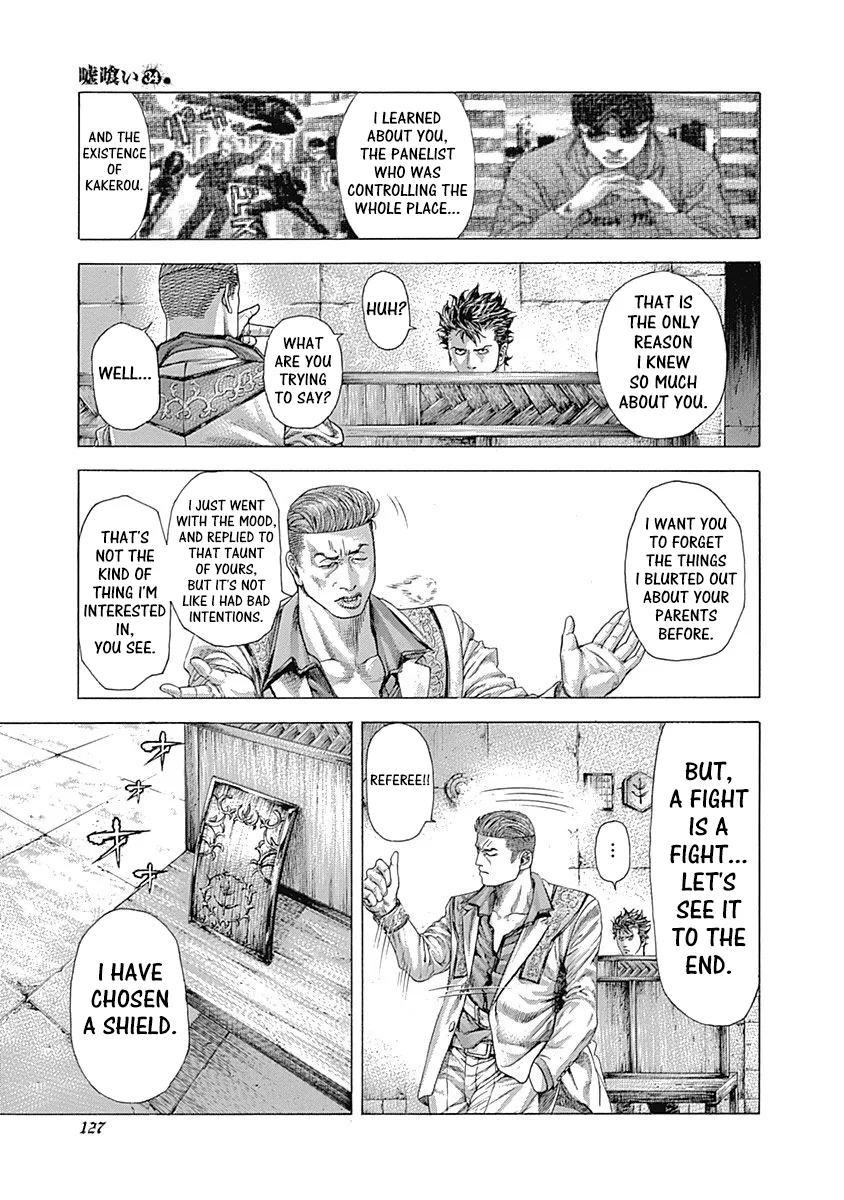 嘘喰い34
I LEARNED
ABOUT YOU,
THE PANELIST
WHO WAS
CONTROLLING THE
WHOLE PLACE...
AND THE
EXISTENCE
OF
KAKEROU.
THAT IS
THE ONLY
REASON
I KNEW
SO MUCH
ABOUT YOU.
HUH?
WHAT
ARE YOU
TRYING
TO SAY?
WELL...
I WANT YOU
TO FORGET
THE THINGS
I BLURTED OUT
ABOUT YOUR
PARENTS
BEFORE.
I JUST WENT
WITH THE MOOD,
AND REPLIED TO
THAT TAUNT
OF YOURS,
BUT IT'S NOT
LIKE I HAD BAD
INTENTIONS.
THAT'S
NOT THE
KIND OF
THING I'M
INTERESTED
IN,
YOU SEE.
BUT,
A FIGHT
IS A
FIGHT...
LET'S
SEE IT
TO THE
END.
...
REFEREE!!
I HAVE
CHOSEN
A SHIELD.
127